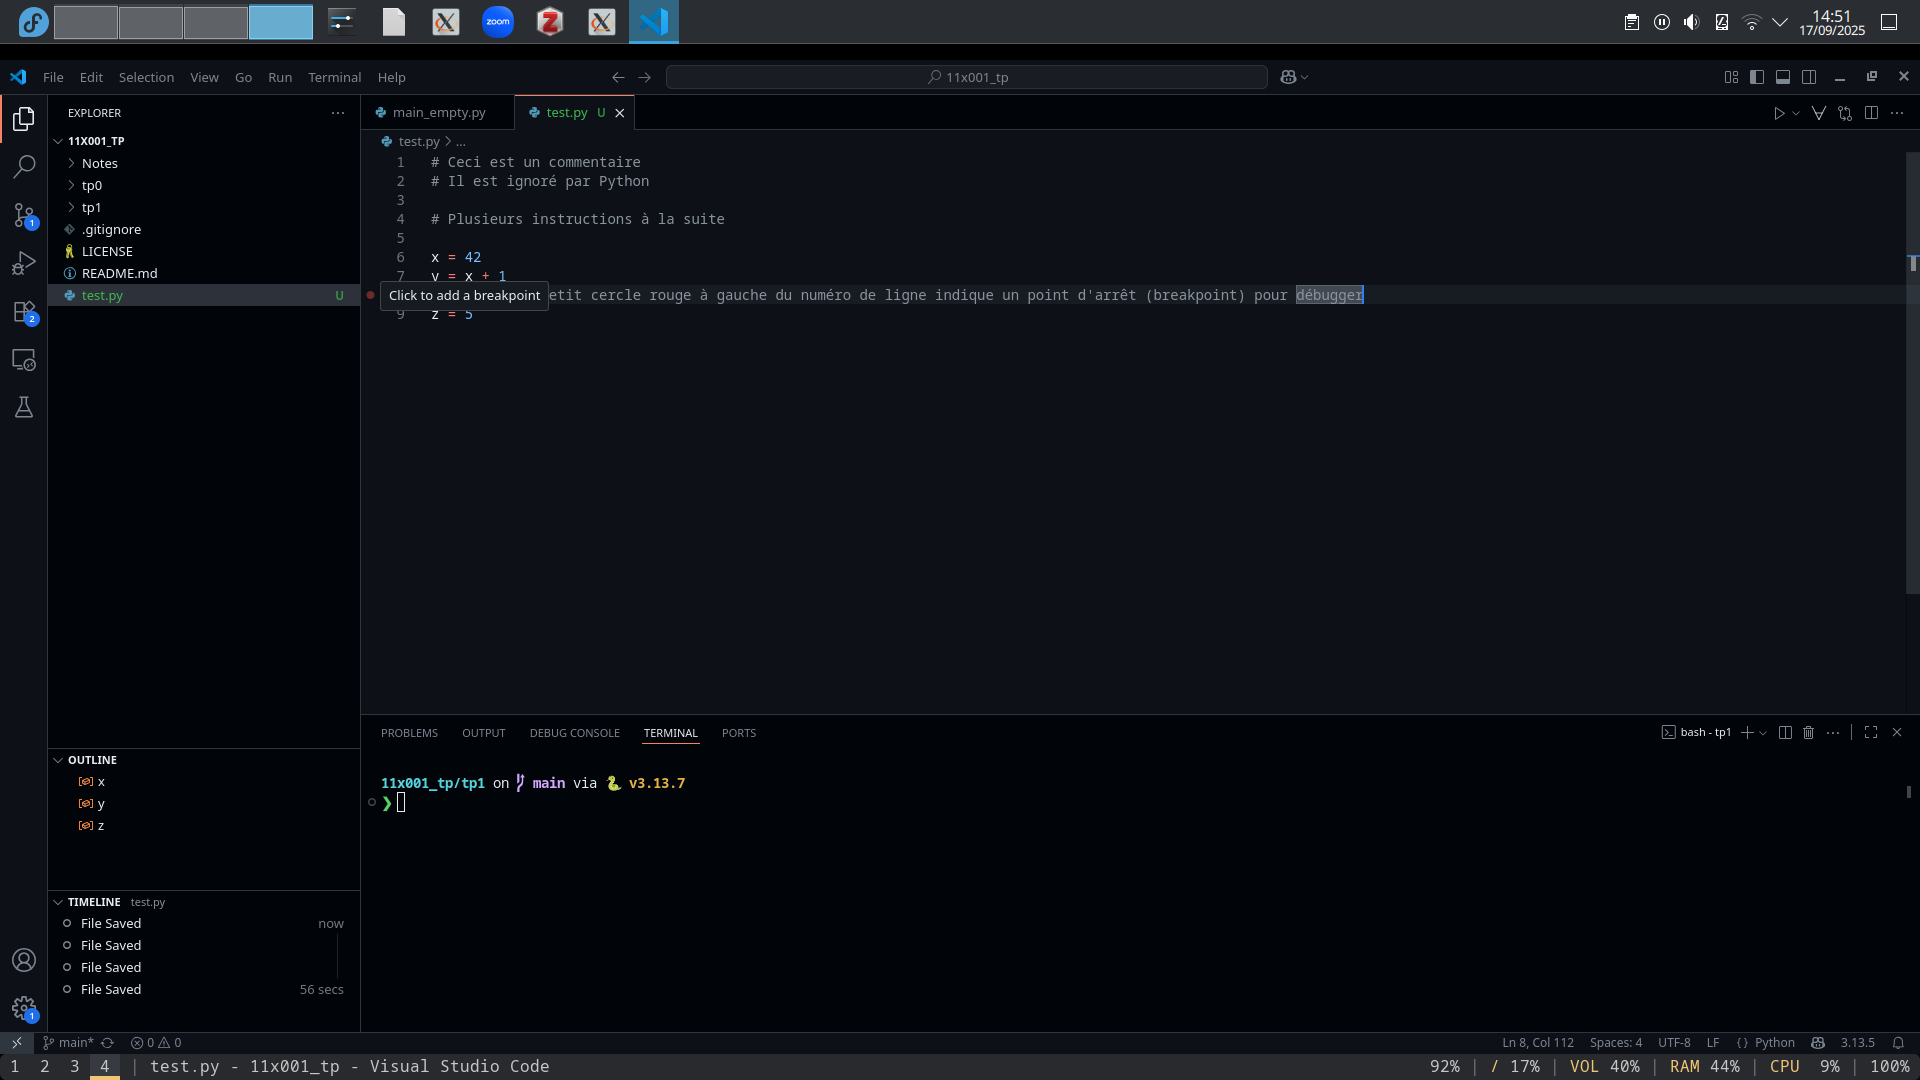 zoom
14:51
17/09/2025
File Edit Selection View Go Run Terminal Help
11x001_tp
EXPLORER
11X001_TP
Notes
tp0
tp1
.gitignore
LICENSE
README.md
test.py U
OUTLINE
x
y
z
TIMELINE test.py
File Saved now
File Saved
File Saved
File Saved 56 secs
1
2
1
main_empty.py
test.py U
test.py > ...
1 # Ceci est un commentaire
2 # Il est ignoré par Python
3
4 # Plusieurs instructions à la suite
5
6 x = 42
7 y = x + 1
Click to add a breakpoint
etit cercle rouge à gauche du numéro de ligne indique un point d'arrêt (breakpoint) pour débugger
9 z = 5
PROBLEMS OUTPUT DEBUG CONSOLE TERMINAL PORTS
bash - tp1
11x001_tp/tp1 on main via v3.13.7
❯
main* 0 0
Ln 8, Col 112 Spaces: 4 UTF-8 LF {} Python 3.13.5
1 2 3 4 | test.py - 11x001_tp - Visual Studio Code
92% | / 17% | VOL 40% | RAM 44% | CPU 9% | 100%